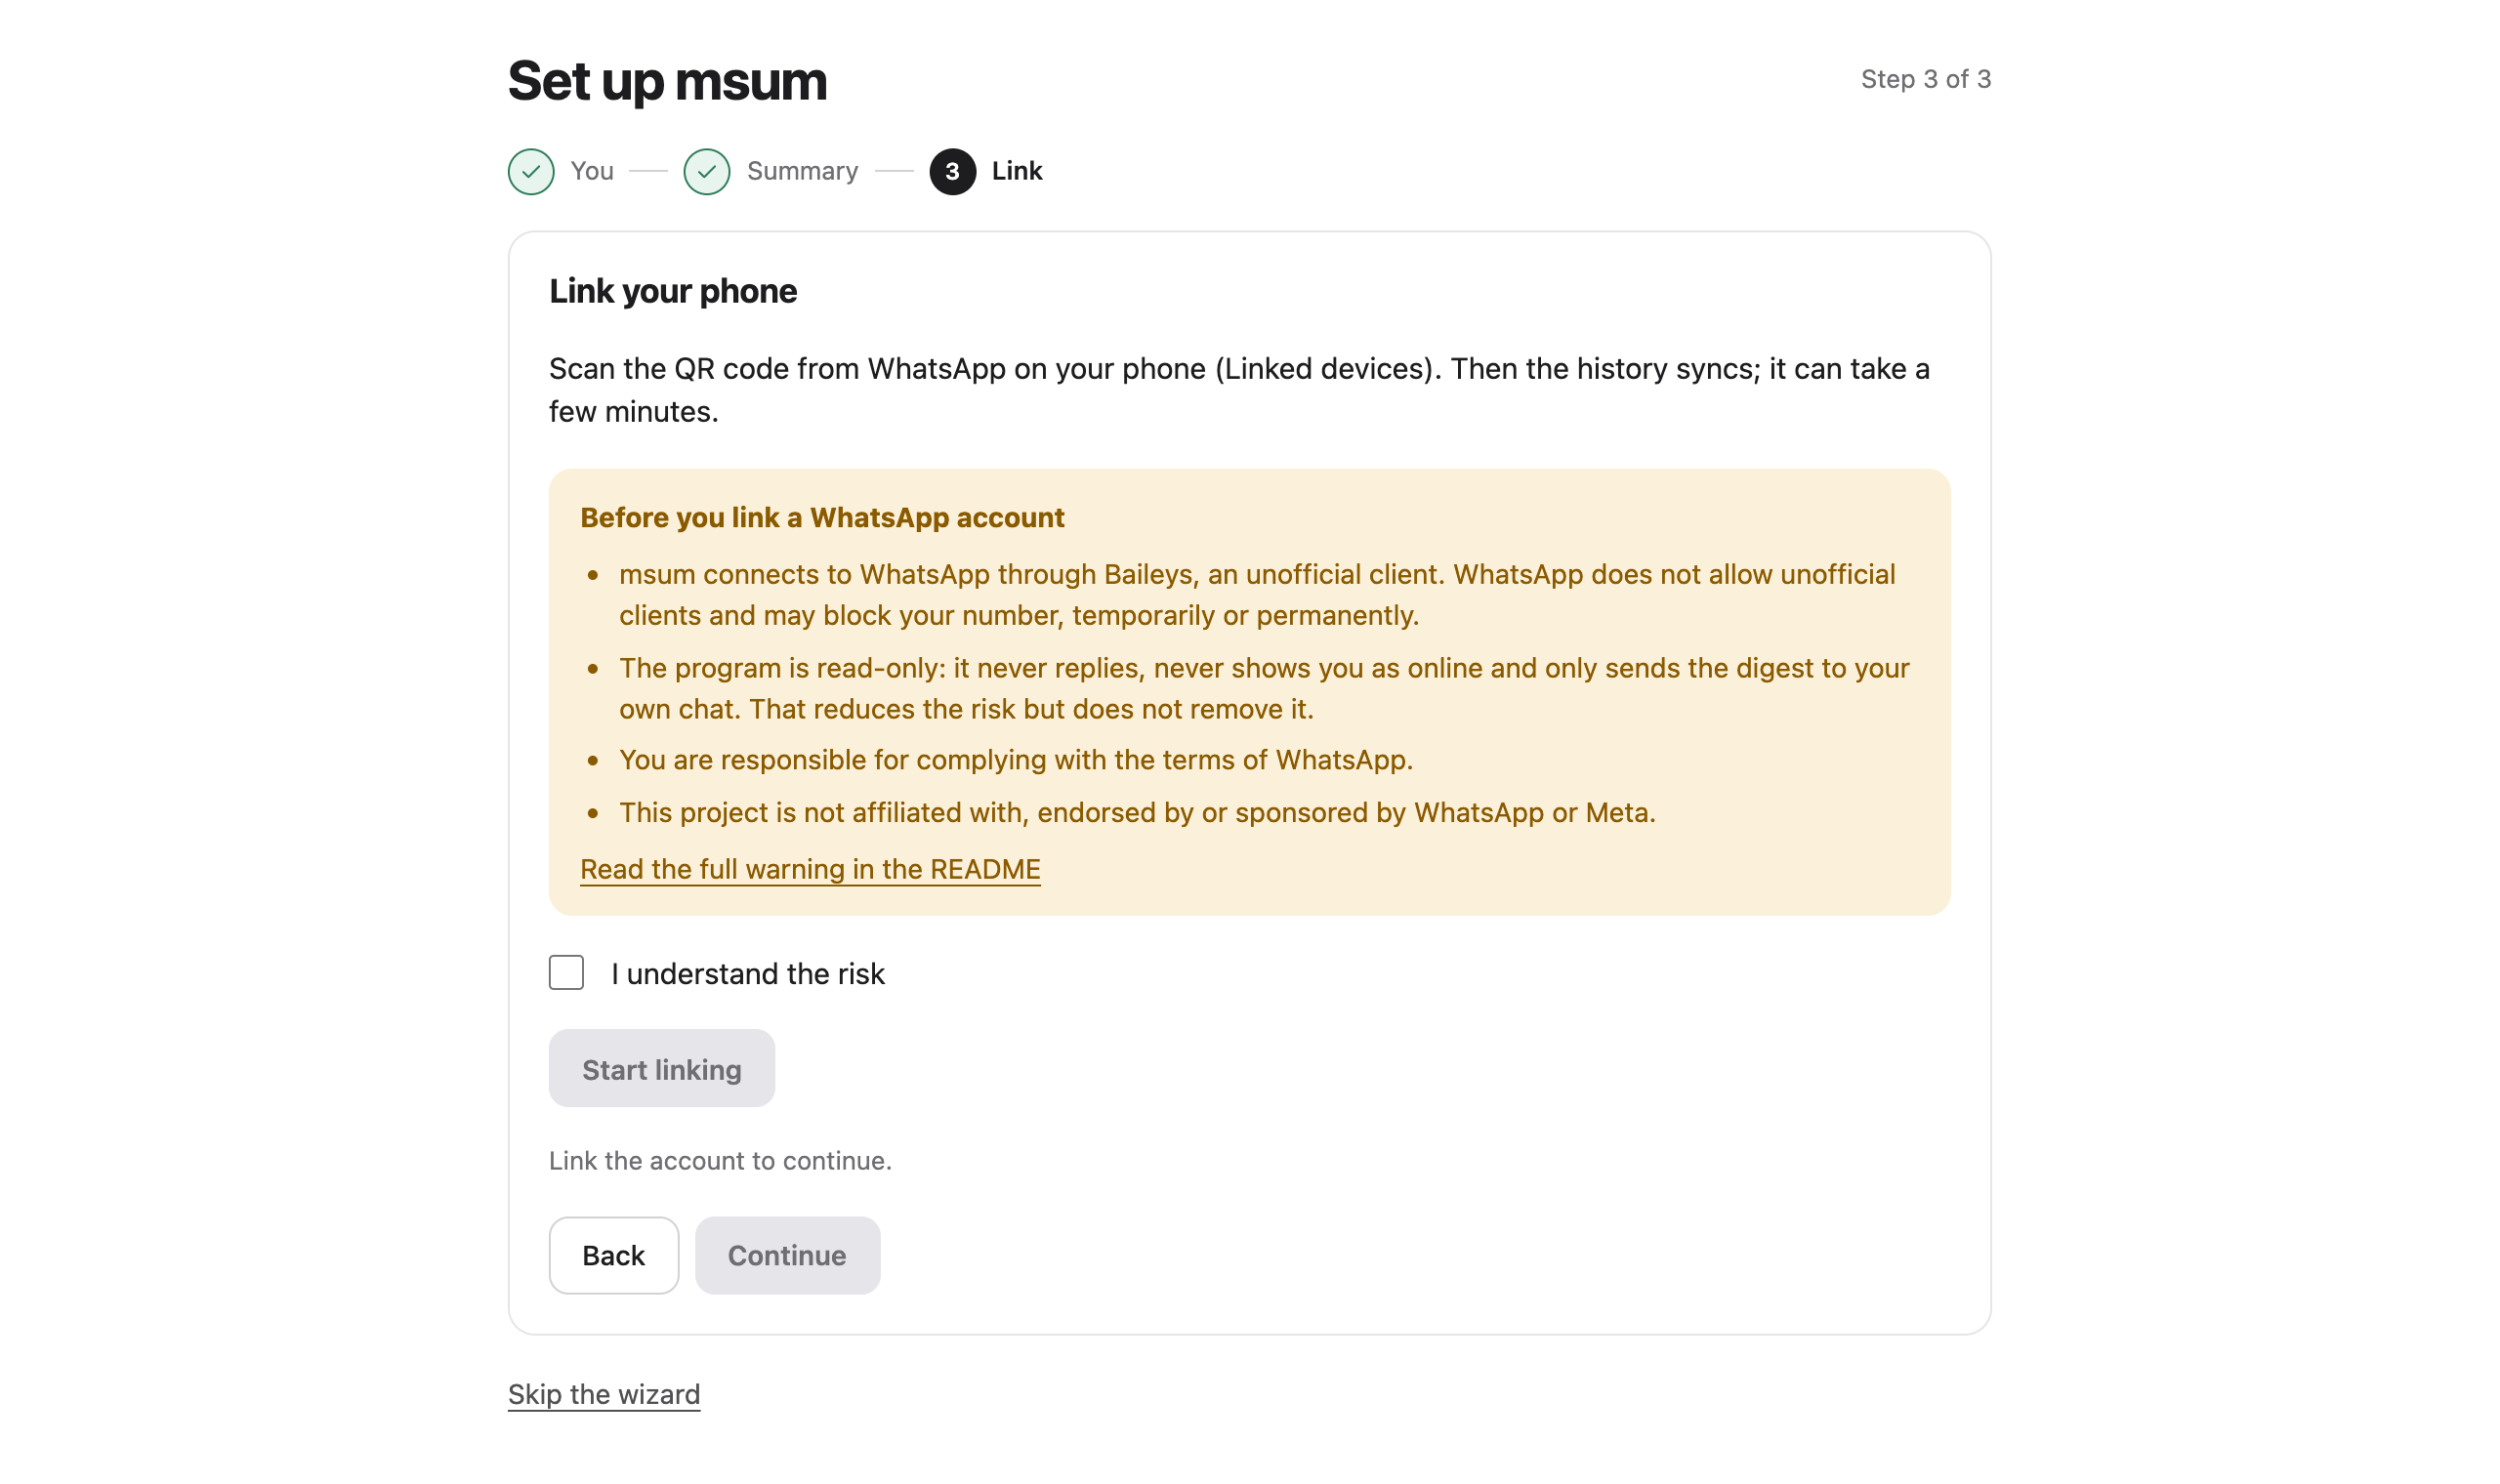 Set up msum
Step 3 of 3
You
Summary
3
Link
Link your phone
Scan the QR code from WhatsApp on your phone (Linked devices). Then the history syncs; it can take a
few minutes.
Before you link a WhatsApp account
• msum connects to WhatsApp through Baileys, an unofficial client. WhatsApp does not allow unofficial
clients and may block your number, temporarily or permanently.
• The program is read-only: it never replies, never shows you as online and only sends the digest to your
own chat. That reduces the risk but does not remove it.
• You are responsible for complying with the terms of WhatsApp.
• This project is not affiliated with, endorsed by or sponsored by WhatsApp or Meta.
Read the full warning in the README
I understand the risk
Start linking
Link the account to continue.
Back
Continue
Skip the wizard